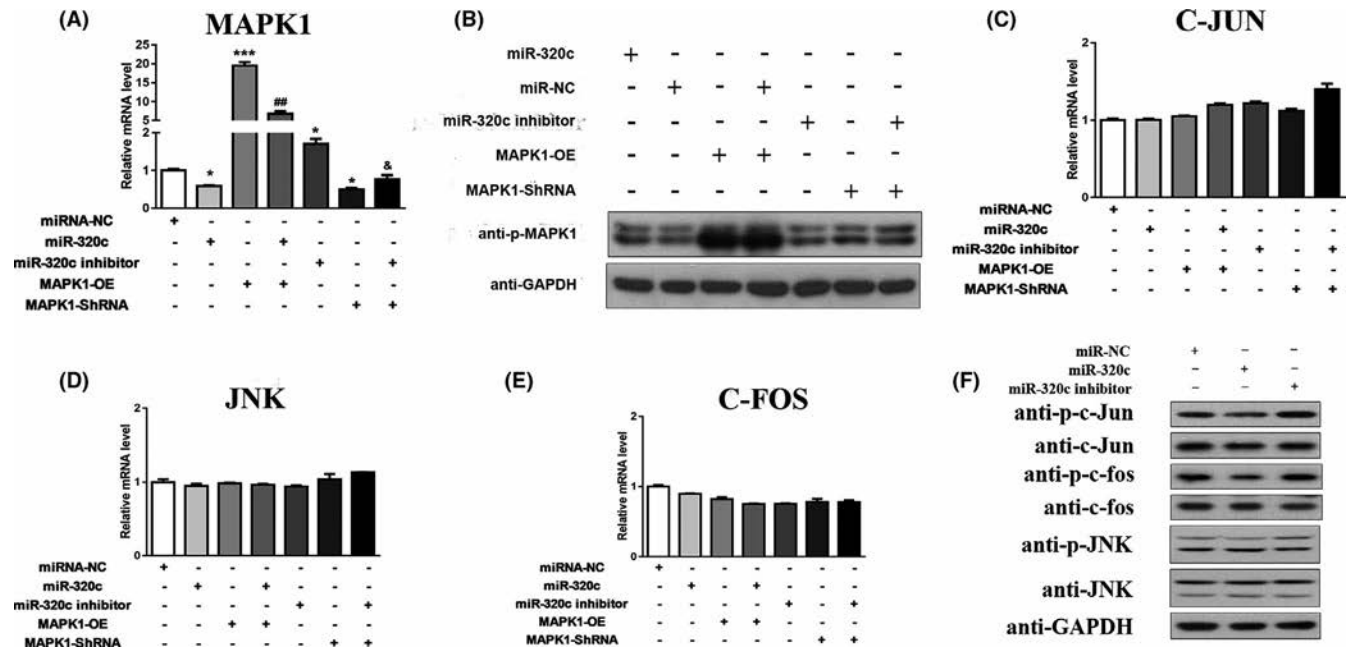 (A)
MAPK1
Relative mRNA level
25
20
15
10
5
2
1
0
*
***
##
*
*
&
miRNA-NC + - - - - - -
miR-320c - + - + - - -
miR-320c inhibitor - - - - + - +
MAPK1-OE - - + + - - -
MAPK1-ShRNA - - - - - + +
(B)
miR-320c + - - - - - - -
miR-NC - + - + - - - -
miR-320c inhibitor - - - - + - +
MAPK1-OE - - + + - - -
MAPK1-ShRNA - - - - - + +
anti-p-MAPK1
anti-GAPDH
(C)
C-JUN
Relative mRNA level
2
1
0
miRNA-NC + - - - - - -
miR-320c - + - + - - -
miR-320c inhibitor - - - - + - +
MAPK1-OE - - + + - - -
MAPK1-ShRNA - - - - - + +
(D)
JNK
Relative mRNA level
2
1
0
miRNA-NC + - - - - - -
miR-320c - + - + - - -
miR-320c inhibitor - - - - + - +
MAPK1-OE - - + + - - -
MAPK1-ShRNA - - - - - + +
(E)
C-FOS
Relative mRNA level
2
1
0
miRNA-NC + - - - - - -
miR-320c - + - + - - -
miR-320c inhibitor - - - - + - +
MAPK1-OE - - + + - - -
MAPK1-ShRNA - - - - - + +
(F)
miR-NC + - -
miR-320c - + -
miR-320c inhibitor - - +
anti-p-c-Jun
anti-c-Jun
anti-p-c-fos
anti-c-fos
anti-p-JNK
anti-JNK
anti-GAPDH